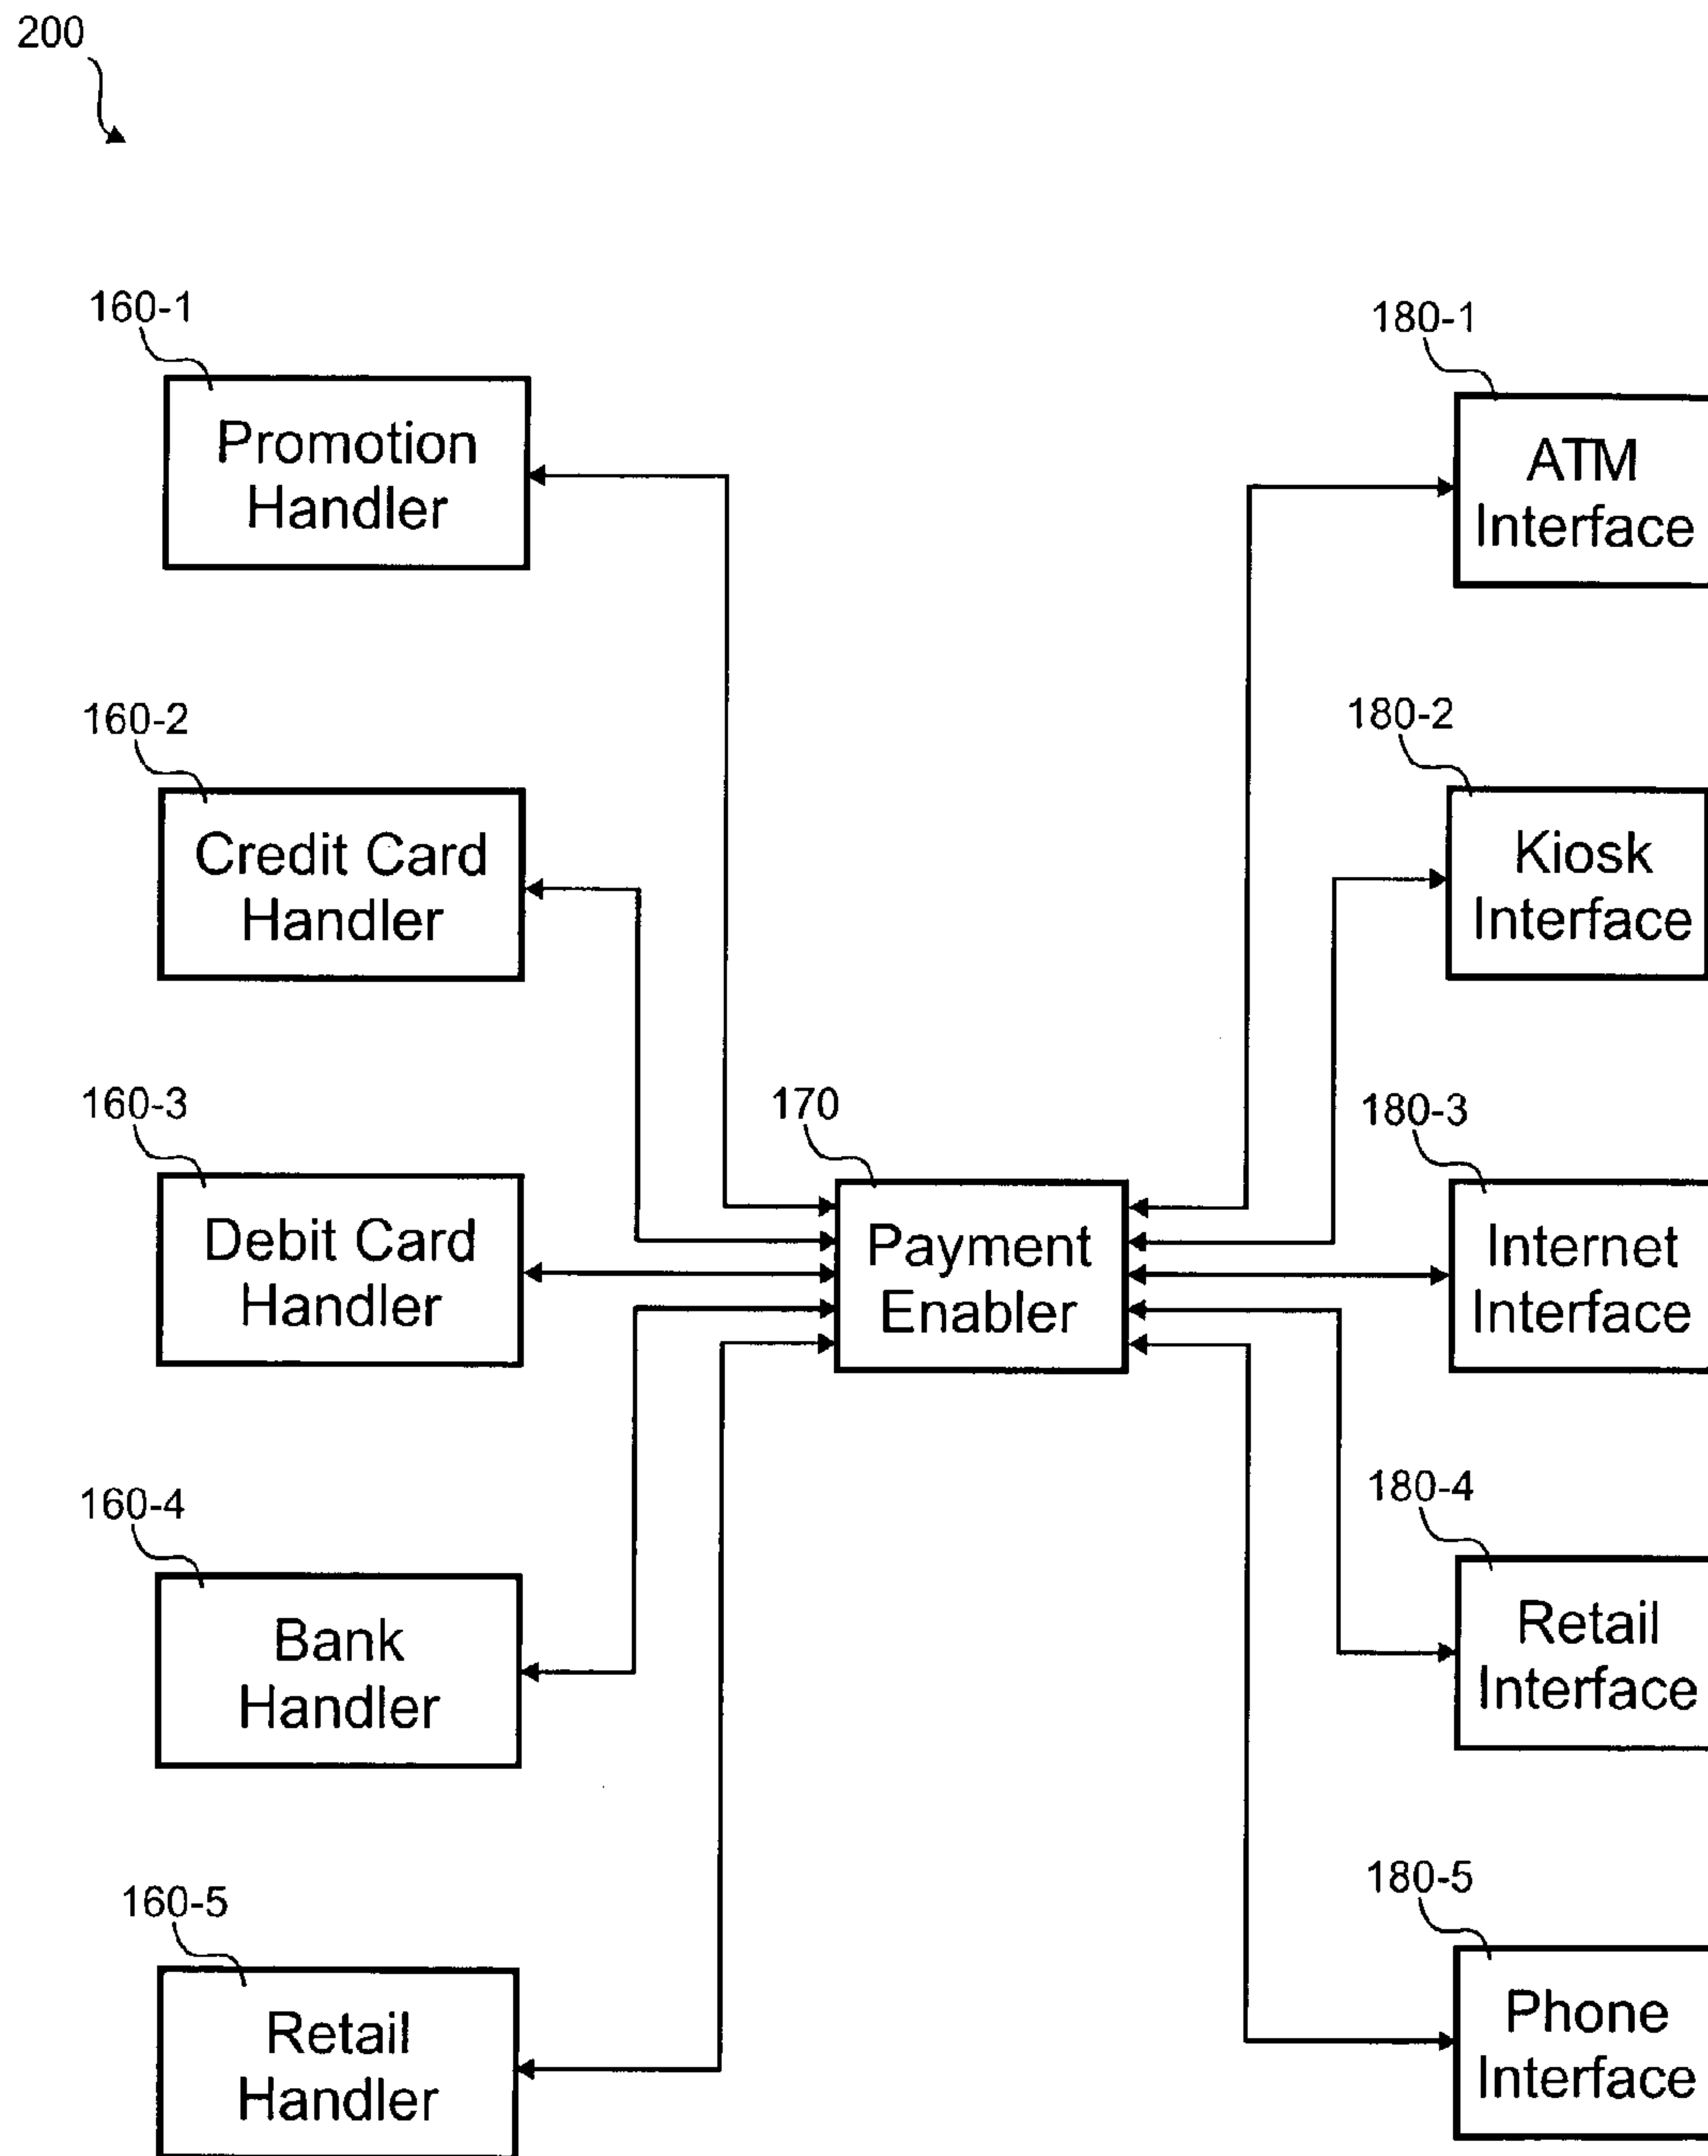 200
160-1
Promotion
Handler
180-1
ATM
Interface
160-2
Credit Card
Handler
180-2
Kiosk
Interface
160-3
Debit Card
Handler
170
Payment
Enabler
180-3
Internet
Interface
160-4
Bank
Handler
180-4
Retail
Interface
160-5
Retail
Handler
180-5
Phone
Interface